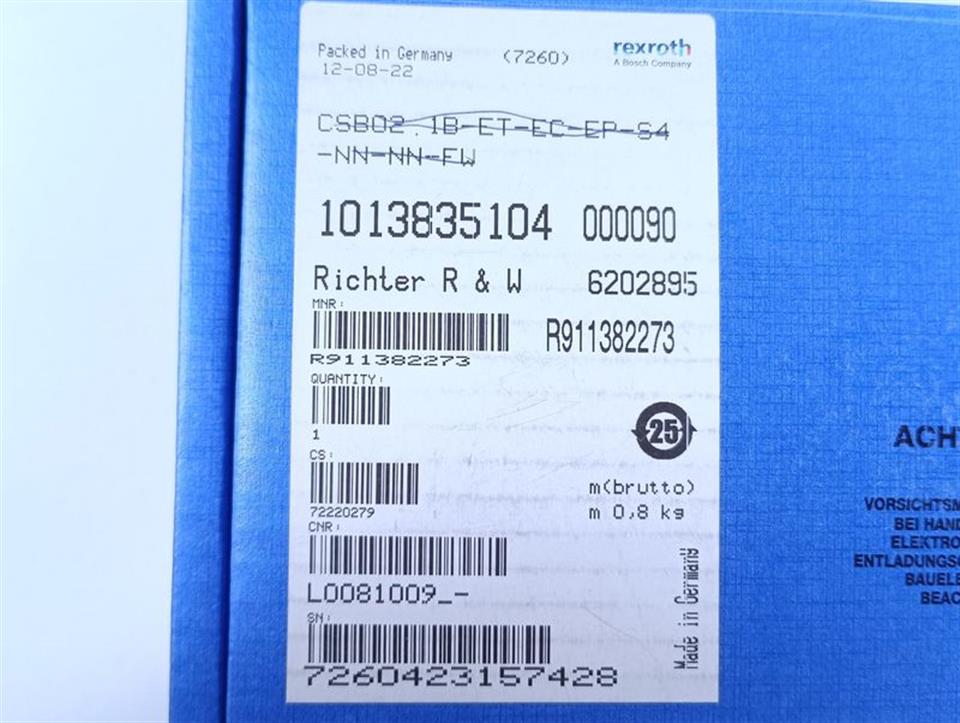 Packed in Germany (7260) rexroth
12-08-22 A Bosch Company
CSB02.1B-ET-EC-EP-S4
-NN-NN-FW
1013835104 000090
Richter R & W 6202895
MNR:
R911382273
R911382273
QUANTITY:
1
25
CS:
m(brutto)
m 0,8 kg
72220279
CNR:
L0081009_-
SN:
7260423157428
Made in Germany
ACH
VORSICHTSM
BEI HAND
ELEKTRO
ENTLADUNGS
BAUELE
BEAC